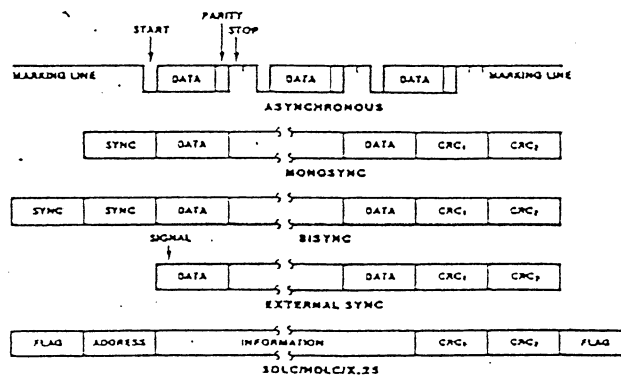 PARITY
START STOP
MARKING LINE DATA DATA DATA MARKING LINE
ASYNCHRONOUS
SYNC DATA DATA CRC₁ CRC₂
MONOSYNC
SYNC SYNC DATA DATA CRC₁ CRC₂
SIGNAL BISYNC
DATA DATA CRC₁ CRC₂
EXTERNAL SYNC
FLAG ADDRESS INFORMATION CRC₁ CRC₂ FLAG
SDLC/HDLC/X.25